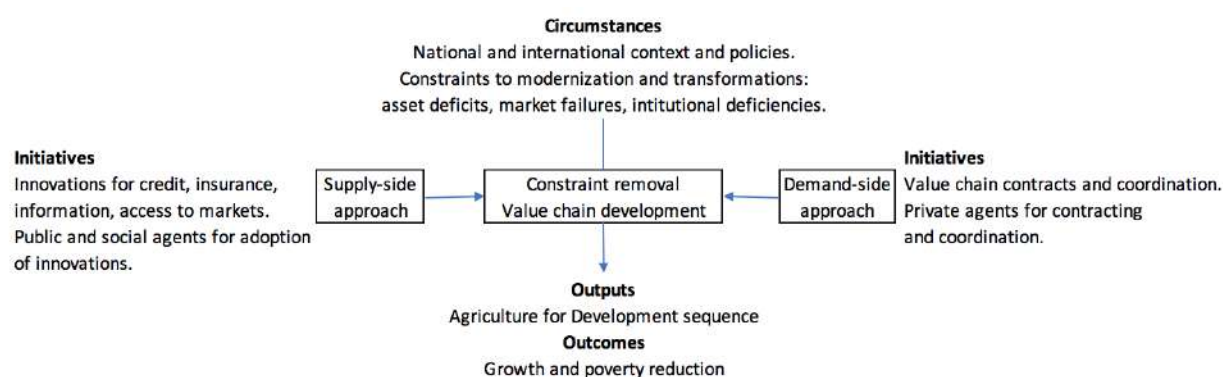 Circumstances
National and international context and policies.
Constraints to modernization and transformations:
asset deficits, market failures, intitutional deficiencies.
Initiatives
Innovations for credit, insurance,
information, access to markets.
Public and social agents for adoption
of innovations.
Supply-side
approach
Constraint removal
Value chain development
Demand-side
approach
Initiatives
Value chain contracts and coordination.
Private agents for contracting
and coordination.
Outputs
Agriculture for Development sequence
Outcomes
Growth and poverty reduction